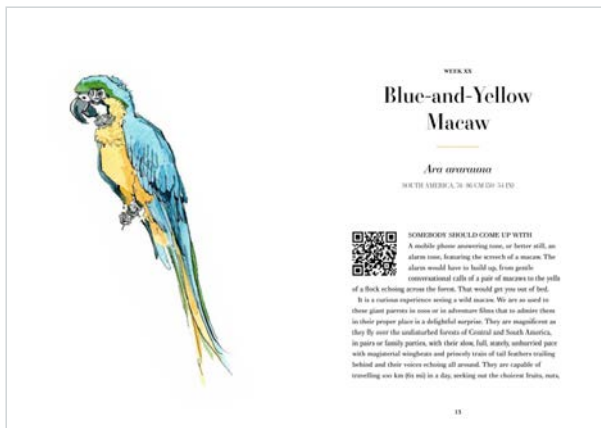 WEEK XX
Blue-and-Yellow
Macaw
Ara ararauna
SOUTH AMERICA, 76–86 CM (30–34 IN)
SOMEBODY SHOULD COME UP WITH
A mobile phone answering tone, or better still, an
alarm tone, featuring the screech of a macaw. The
alarm would have to build up, from gentle
conversational calls of a pair of macaws to the yells
of a flock echoing across the forest. That would get you out of bed.
It is a curious experience seeing a wild macaw. We are so used to
these giant parrots in zoos or in adventure films that to admire them
in their proper place is a delightful surprise. They are magnificent as
they fly over the undisturbed forests of Central and South America,
in pairs or family parties, with their slow, full, stately, unhurried pace
with magisterial wingbeats and princely train of tail feathers trailing
behind and their voices echoing all around. They are capable of
travelling 100 km (62 mi) in a day, seeking out the choicest fruits, nuts,